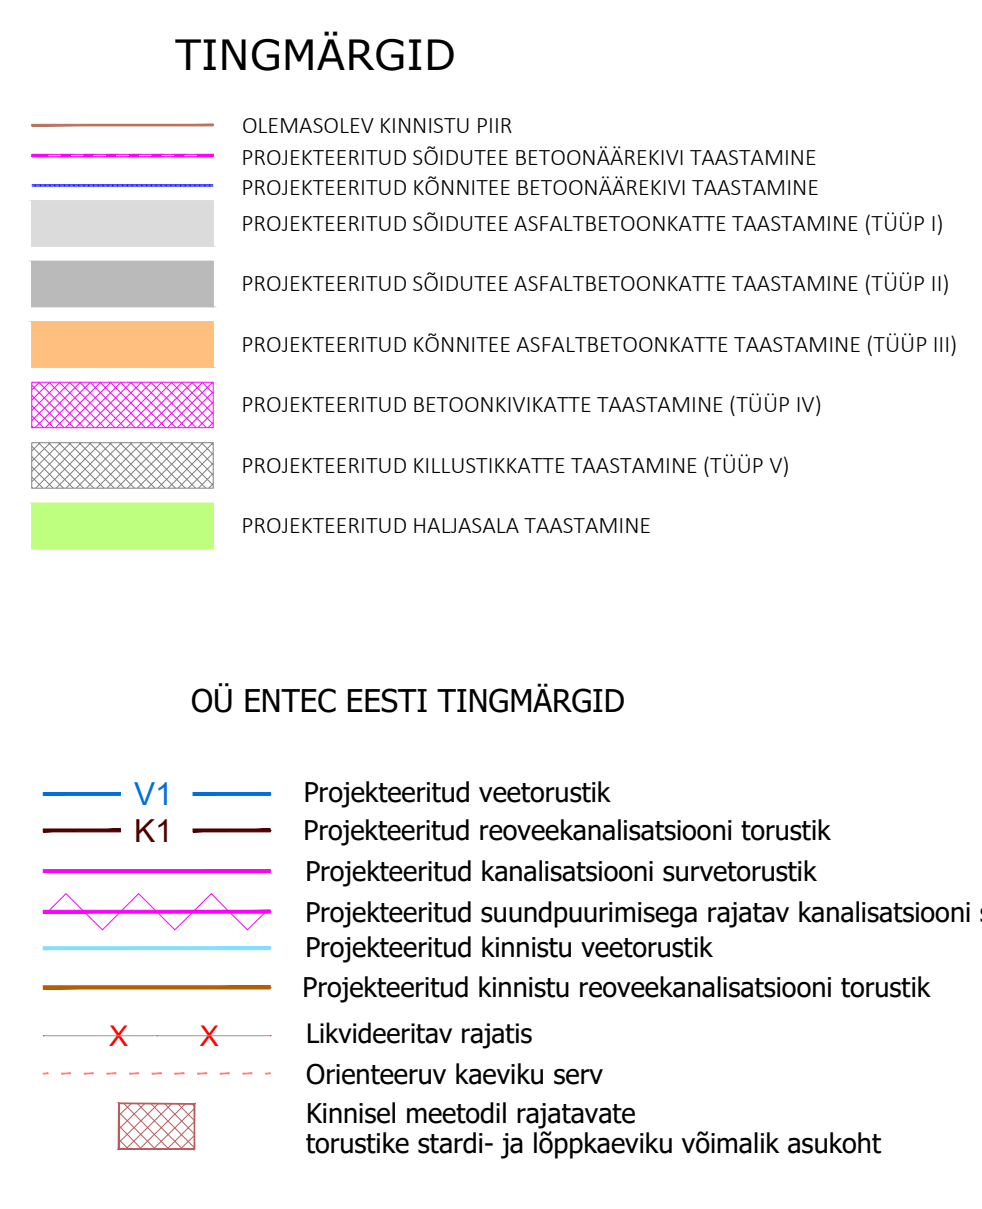 TINGMÄRGID
OLEMASOLEV KINNISTU PIIR
PROJEKTEERITUD SÕIDUTEE BETOONÄÄREKIVI TAASTAMINE
PROJEKTEERITUD KÕNNITEE BETOONÄÄREKIVI TAASTAMINE
PROJEKTEERITUD SÕIDUTEE ASFALTBETOONKATTE TAASTAMINE (TÜÜP I)
PROJEKTEERITUD SÕIDUTEE ASFALTBETOONKATTE TAASTAMINE (TÜÜP II)
PROJEKTEERITUD KÕNNITEE ASFALTBETOONKATTE TAASTAMINE (TÜÜP III)
PROJEKTEERITUD BETOONKIVIKATTE TAASTAMINE (TÜÜP IV)
PROJEKTEERITUD KILLUSTIKKATTE TAASTAMINE (TÜÜP V)
PROJEKTEERITUD HALJASALA TAASTAMINE
OÜ ENTEC EESTI TINGMÄRGID
V1 Projekteeritud veetorustik
K1 Projekteeritud reoveekanalisatsiooni torustik
Projekteeritud kanalisatsiooni survetorustik
Projekteeritud suundpuurimisega rajatav kanalisatsiooni
Projekteeritud kinnistu veetorustik
Projekteeritud kinnistu reoveekanalisatsiooni torustik
X X Likvideeritav rajatis
Orienteeruv kaeviku serv
Kinnisel meetodil rajatavate
torustike stardi- ja lõppkaeviku võimalik asukoht